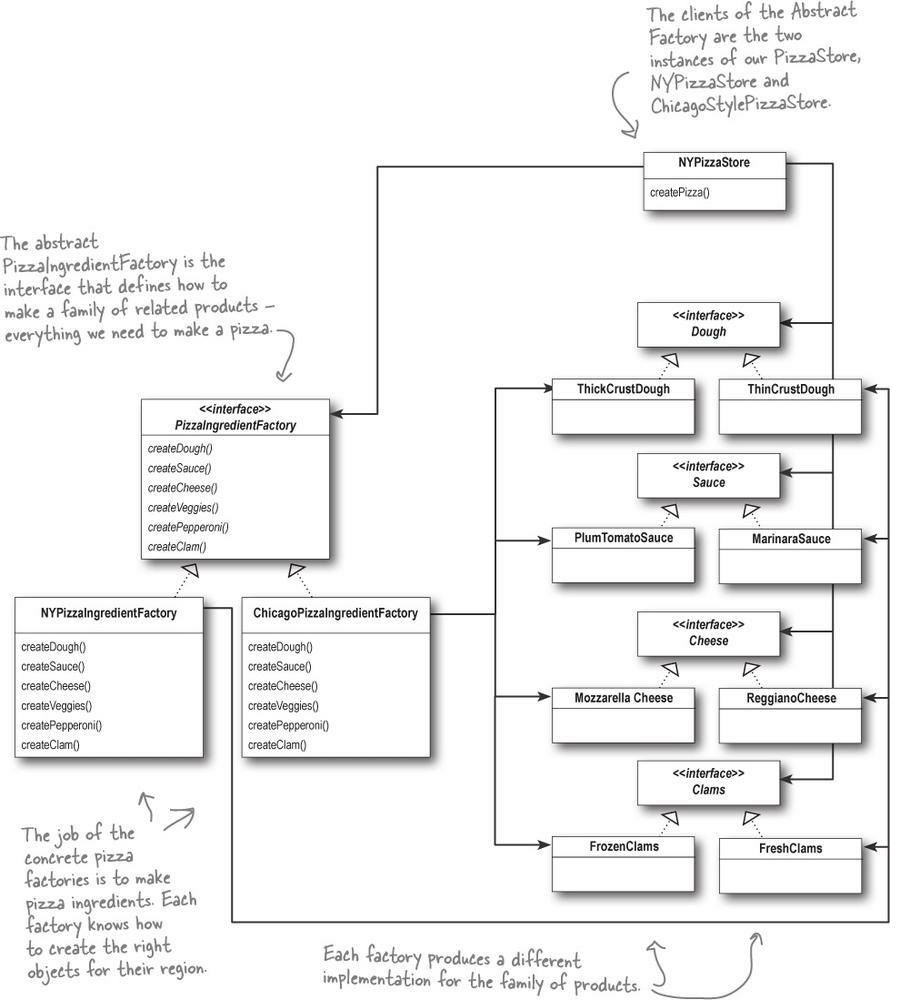 The clients of the Abstract
Factory are the two
instances of our PizzaStore,
NYPizzaStore and
ChicagoStylePizzaStore.
NYPizzaStore
createPizza()
The abstract
PizzaIngredientFactory is the
interface that defines how to
make a family of related products –
everything we need to make a pizza.
<<interface>>
PizzaIngredientFactory
createDough()
createSauce()
createCheese()
createVeggies()
createPepperoni()
createClam()
NYPizzaIngredientFactory
createDough()
createSauce()
createCheese()
createVeggies()
createPepperoni()
createClam()
ChicagoPizzaIngredientFactory
createDough()
createSauce()
createCheese()
createVeggies()
createPepperoni()
createClam()
<<interface>>
Dough
ThickCrustDough
ThinCrustDough
<<interface>>
Sauce
PlumTomatoSauce
MarinaraSauce
<<interface>>
Cheese
Mozzarella Cheese
ReggianoCheese
<<interface>>
Clams
FrozenClams
FreshClams
The job of the
concrete pizza
factories is to make
pizza ingredients. Each
factory knows how
to create the right
objects for their region.
Each factory produces a different
implementation for the family of products.